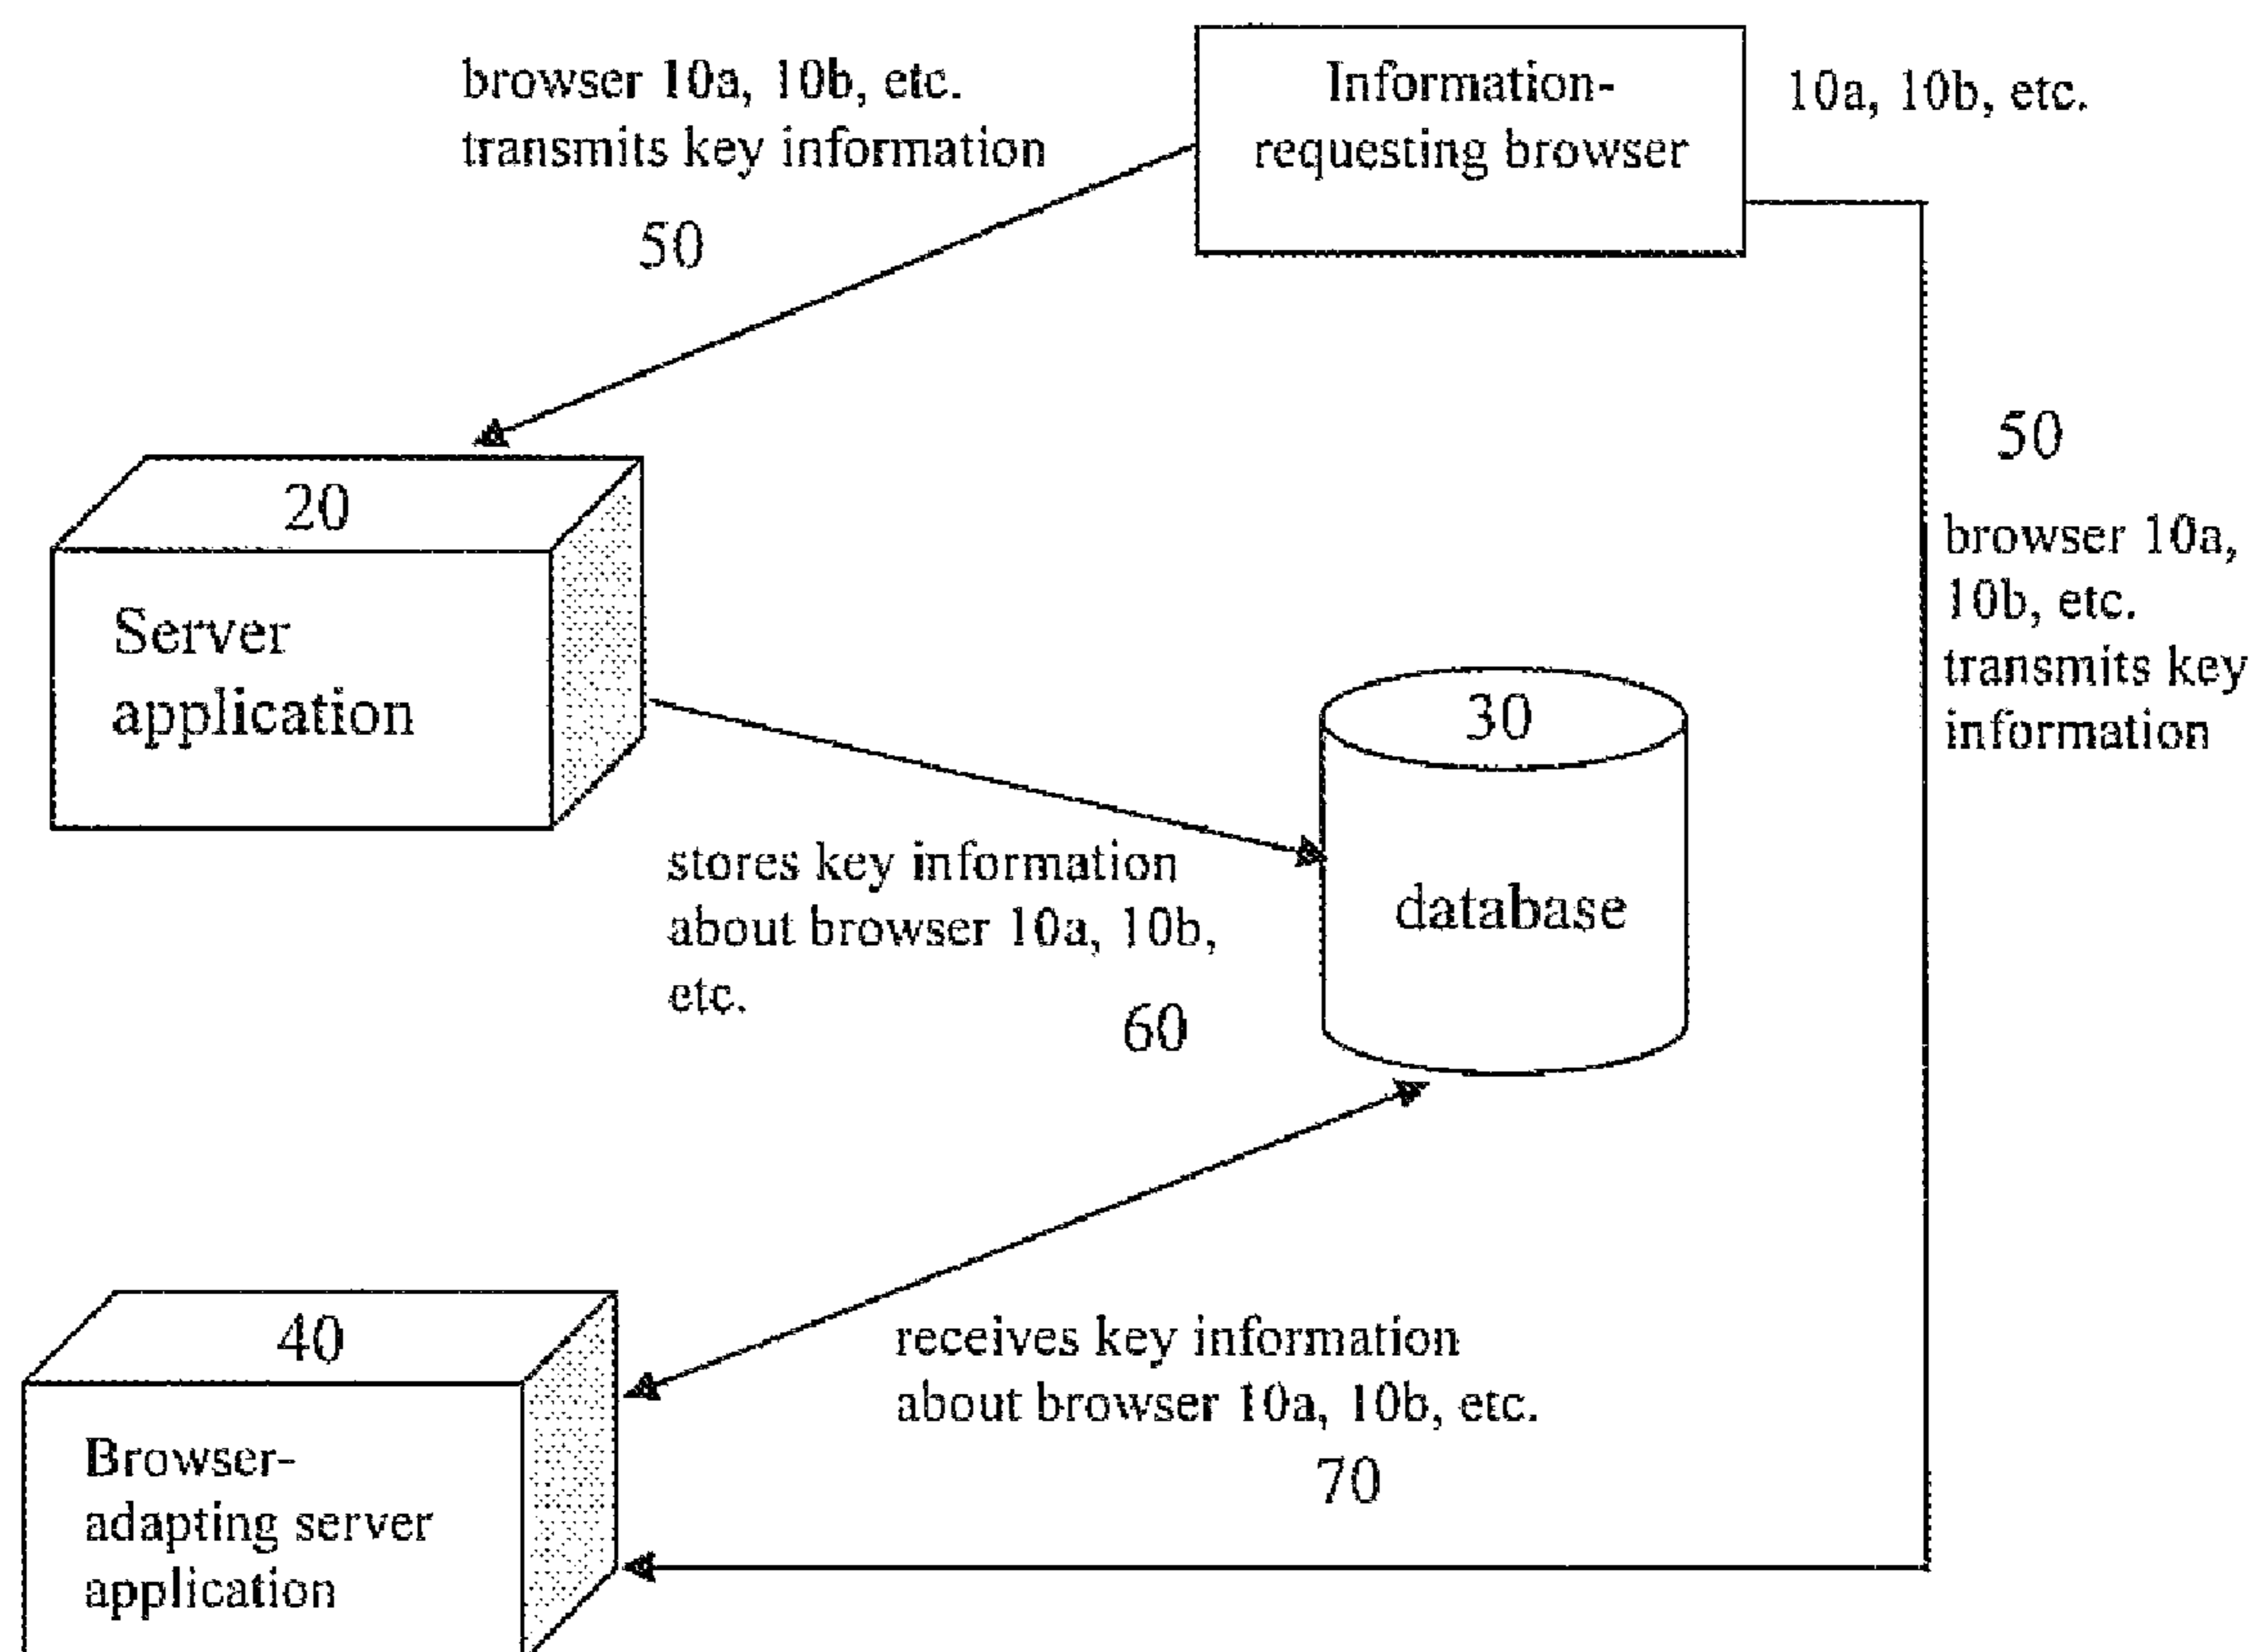 browser 10a, 10b, etc.
transmits key information
50
Information-
requesting browser
10a, 10b, etc.
50
browser 10a,
10b, etc.
transmits key
information
20
Server
application
30
database
stores key information
about browser 10a, 10b,
etc.
60
40
Browser-
adapting server
application
receives key information
about browser 10a, 10b, etc.
70